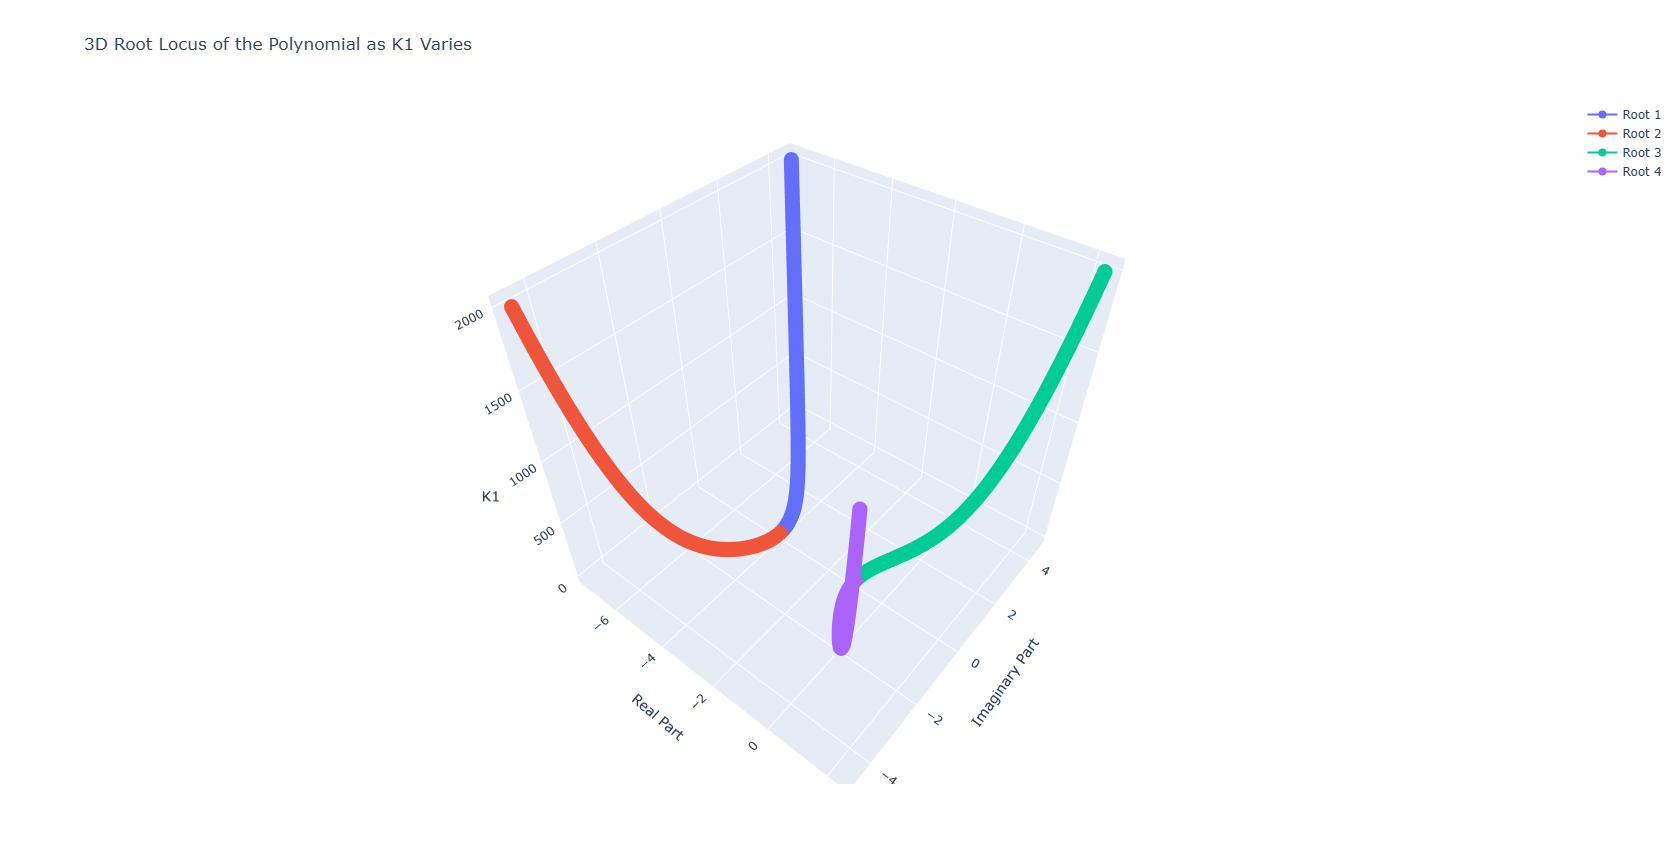 3D Root Locus of the Polynomial as K1 Varies
Root 1
Root 2
Root 3
Root 4
2000
1500
1000
500
0
K1
−6
−4
−2
0
Real Part
4
2
0
−2
−4
Imaginary Part